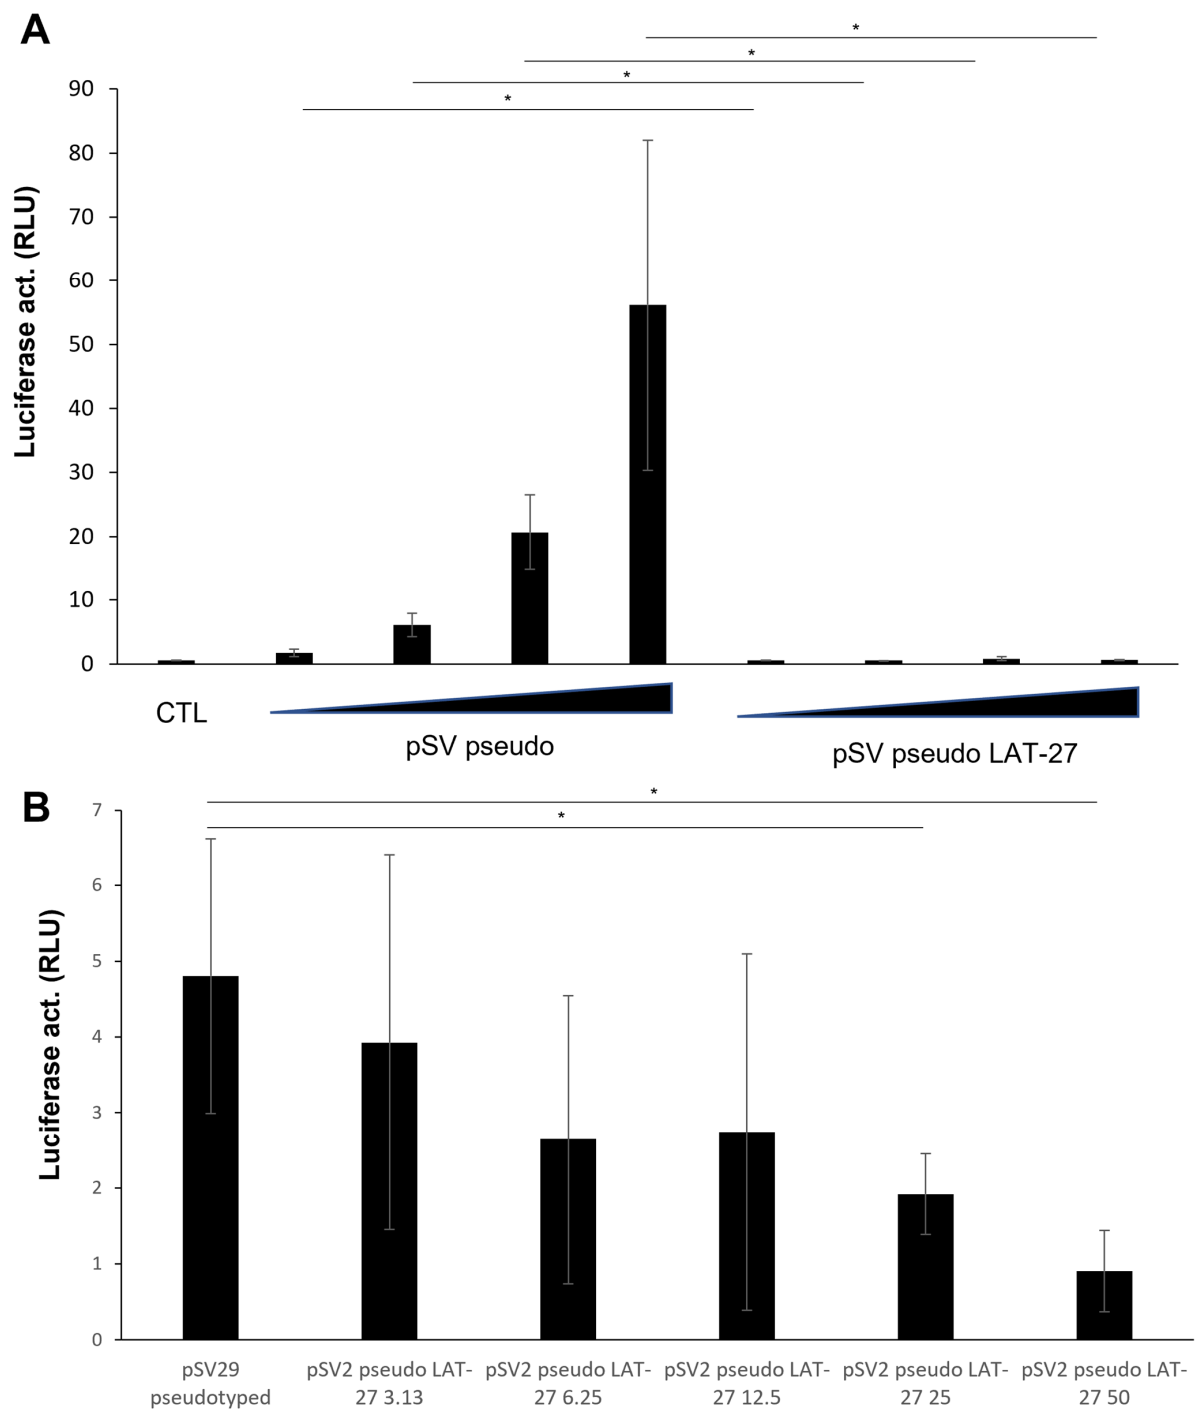 A
*
*
*
*
90
80
70
60
50
40
30
20
10
0
Luciferase act. (RLU)
CTL
pSV pseudo
pSV pseudo LAT-27
B
*
*
7
6
5
4
3
2
1
0
Luciferase act. (RLU)
pSV29
pseudotyped
pSV2 pseudo LAT-
27 3.13
pSV2 pseudo LAT-
27 6.25
pSV2 pseudo LAT-
27 12.5
pSV2 pseudo LAT-
27 25
pSV2 pseudo LAT-
27 50